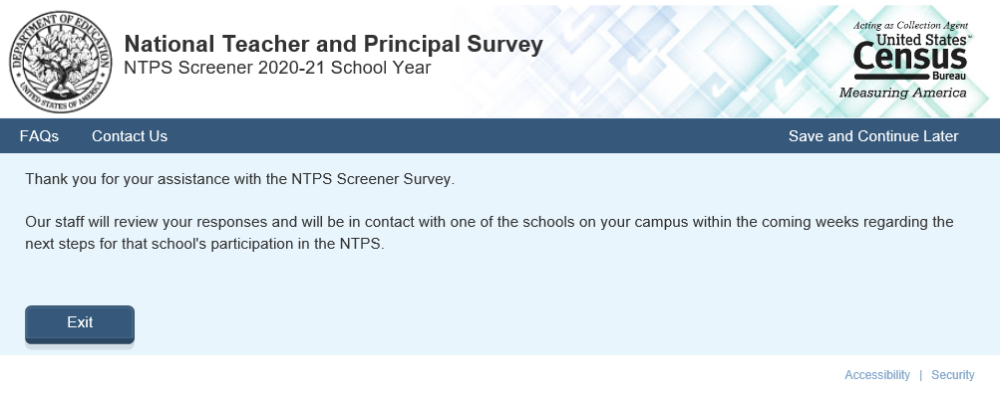 DEPARTMENT OF EDUCATION
UNITED STATES OF AMERICA
National Teacher and Principal Survey
NTPS Screener 2020-21 School Year
Acting as Collection Agent
United States™
Census
Bureau
Measuring America
FAQs Contact Us Save and Continue Later
Thank you for your assistance with the NTPS Screener Survey.
Our staff will review your responses and will be in contact with one of the schools on your campus within the coming weeks regarding the
next steps for that school's participation in the NTPS.
Exit
Accessibility | Security